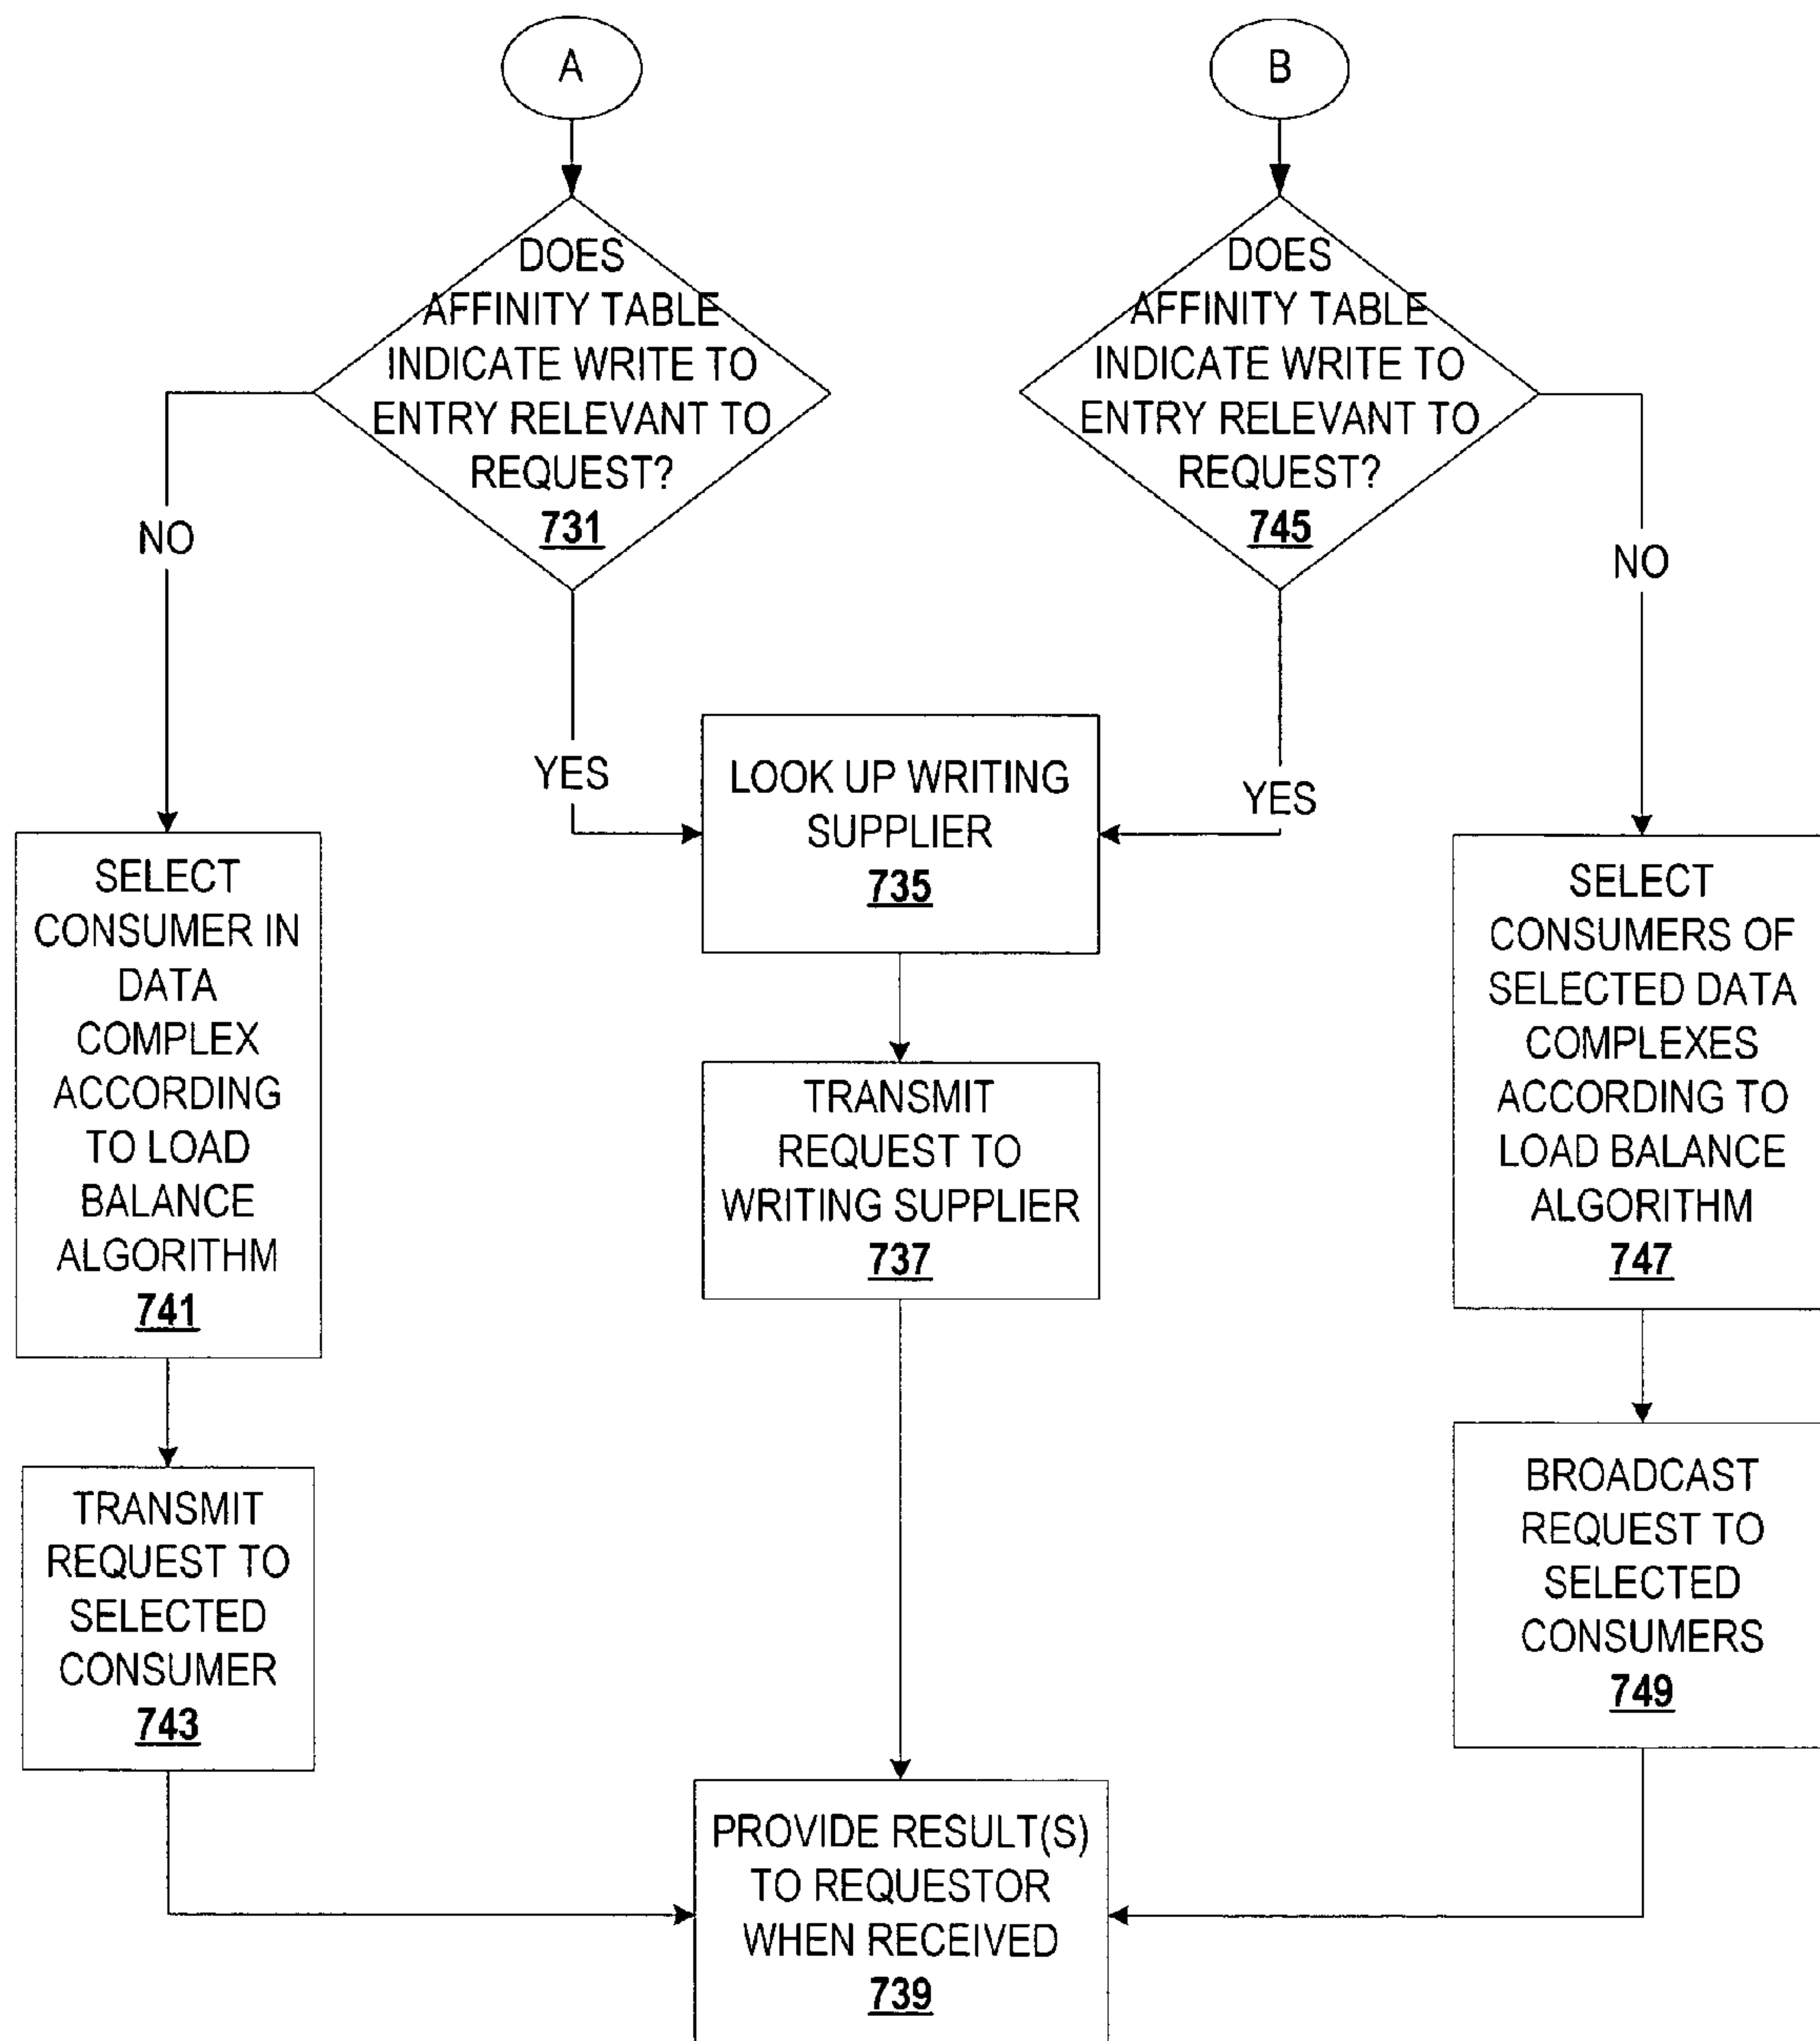 A
B
DOES
AFFINITY TABLE
INDICATE WRITE TO
ENTRY RELEVANT TO
REQUEST?
731
DOES
AFFINITY TABLE
INDICATE WRITE TO
ENTRY RELEVANT TO
REQUEST?
745
NO
NO
YES
YES
LOOK UP WRITING
SUPPLIER
735
SELECT
CONSUMER IN
DATA
COMPLEX
ACCORDING
TO LOAD
BALANCE
ALGORITHM
741
TRANSMIT
REQUEST TO
WRITING SUPPLIER
737
SELECT
CONSUMERS OF
SELECTED DATA
COMPLEXES
ACCORDING TO
LOAD BALANCE
ALGORITHM
747
TRANSMIT
REQUEST TO
SELECTED
CONSUMER
743
BROADCAST
REQUEST TO
SELECTED
CONSUMERS
749
PROVIDE RESULT(S)
TO REQUESTOR
WHEN RECEIVED
739